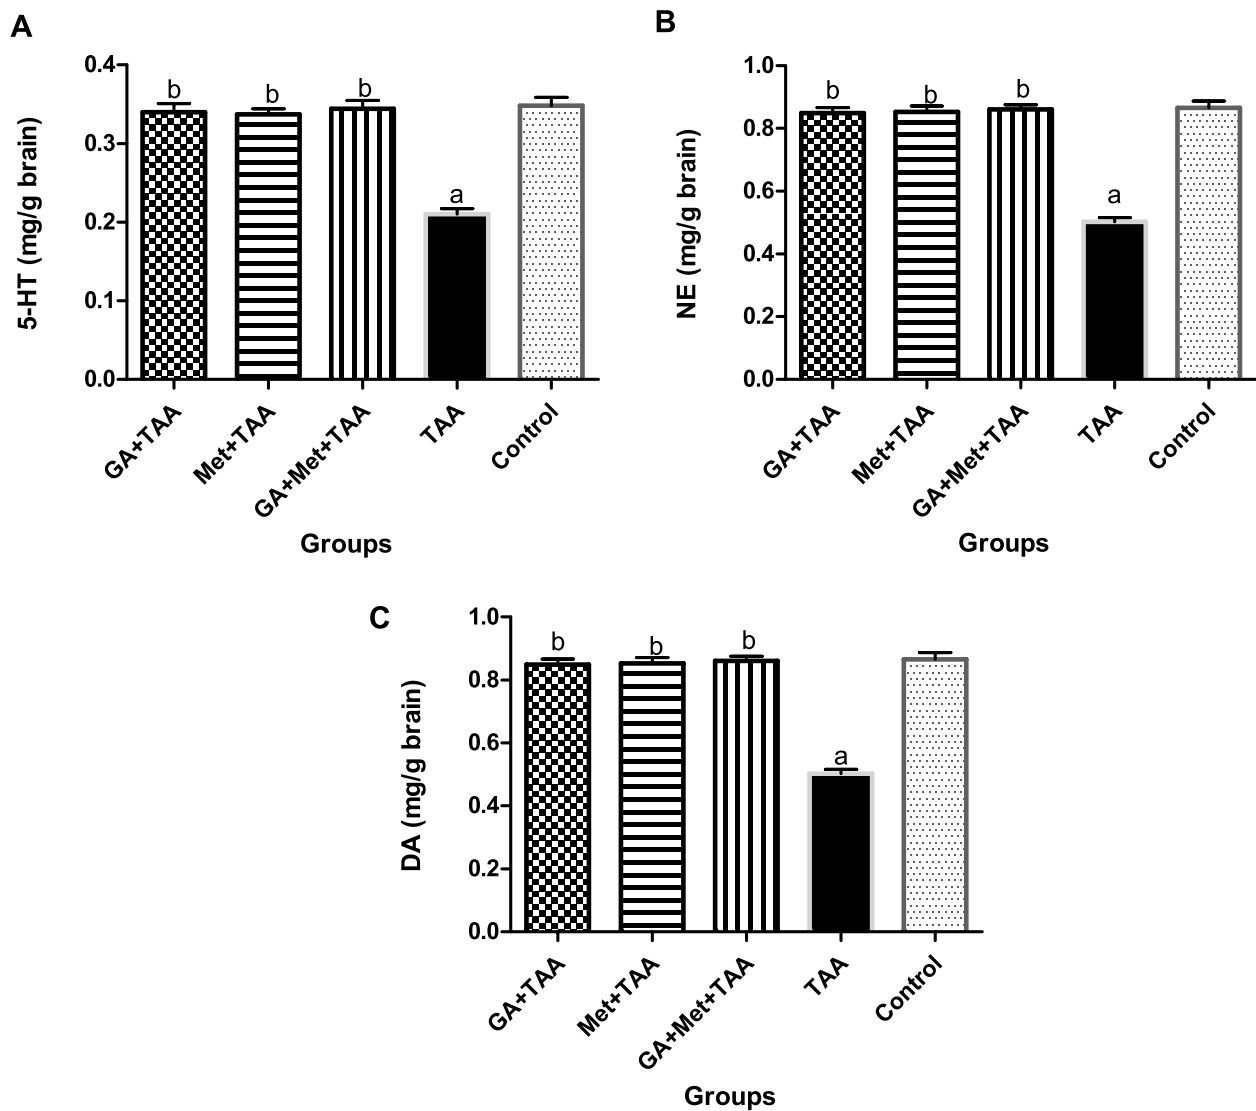 A
5-HT (mg/g brain)
0.4
0.3
0.2
0.1
0.0
b
b
b
a
GA+TAA
Met+TAA
GA+Met+TAA
TAA
Control
Groups
B
NE (mg/g brain)
1.0
0.8
0.6
0.4
0.2
0.0
b
b
b
a
GA+TAA
Met+TAA
GA+Met+TAA
TAA
Control
Groups
C
DA (mg/g brain)
1.0
0.8
0.6
0.4
0.2
0.0
b
b
b
a
GA+TAA
Met+TAA
GA+Met+TAA
TAA
Control
Groups